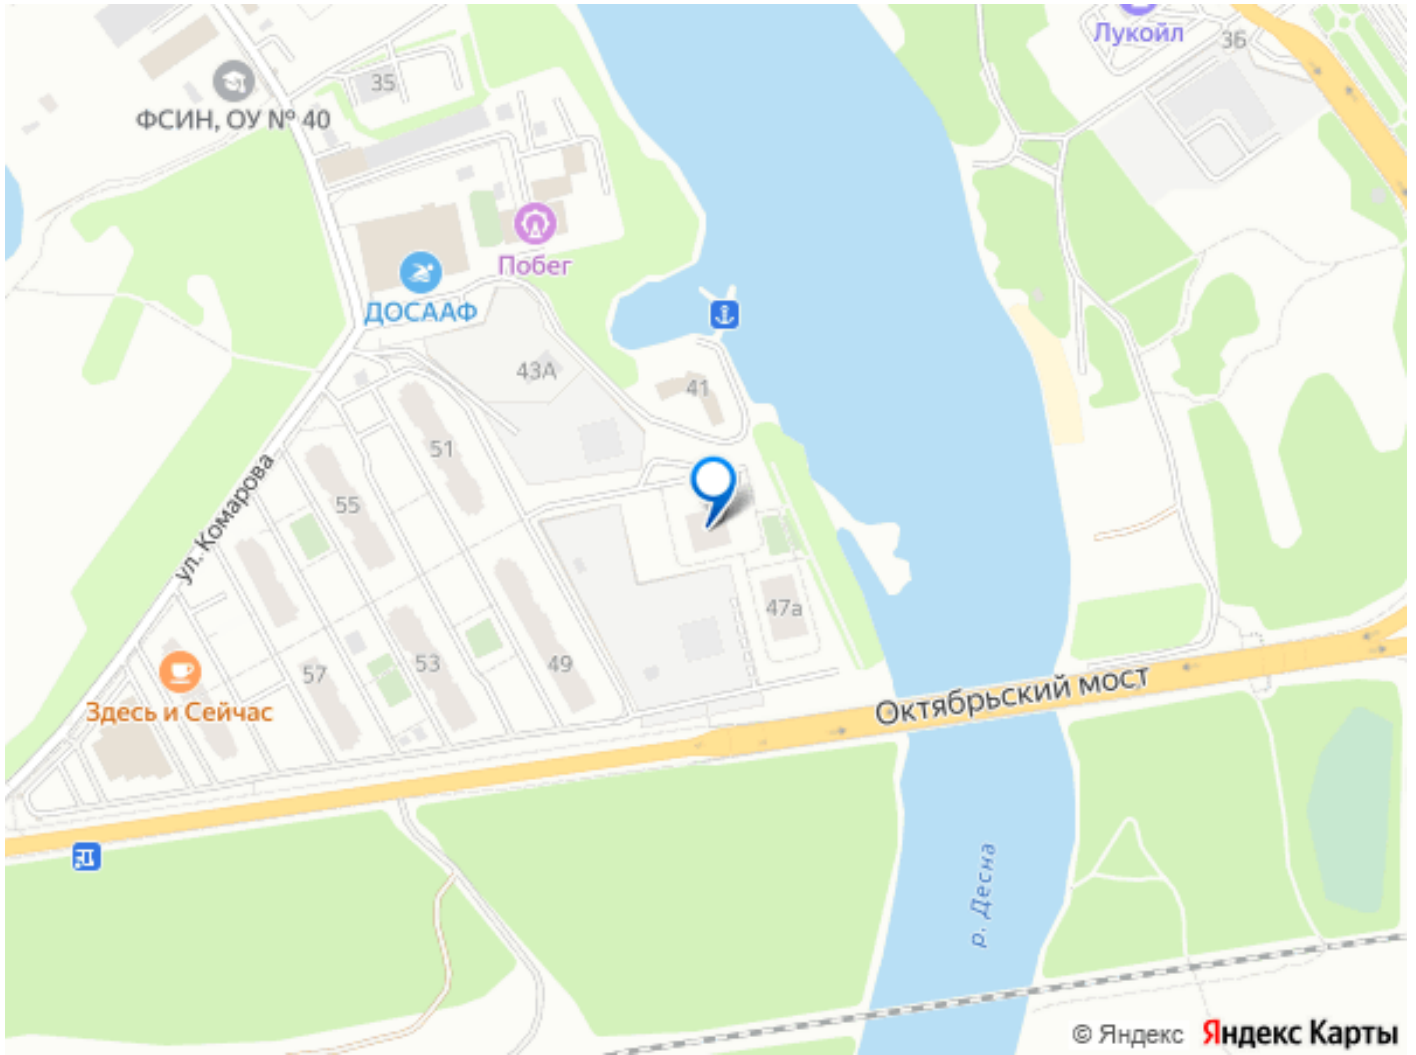 Лукойл
36
35
ФСИН, ОУ № 40
Побег
ДОСААФ
43А
41
51
55
ул. Комарова
47а
57
53
49
Здесь и Сейчас
Октябрьский мост
р. Десна
© Яндекс Яндекс Карты